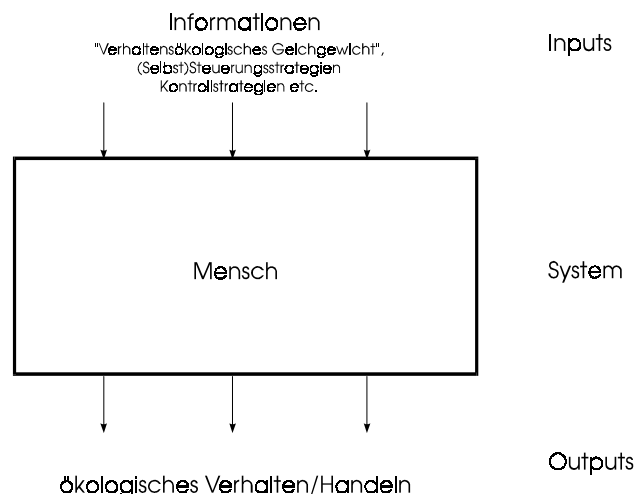 Informationen
Inputs
"Verhaltensökologisches Gelchgewicht",
(Selbst)Steuerungsstrategien
Kontrollstrategien etc.
Mensch
System
Outputs
ökologisches Verhalten/Handeln